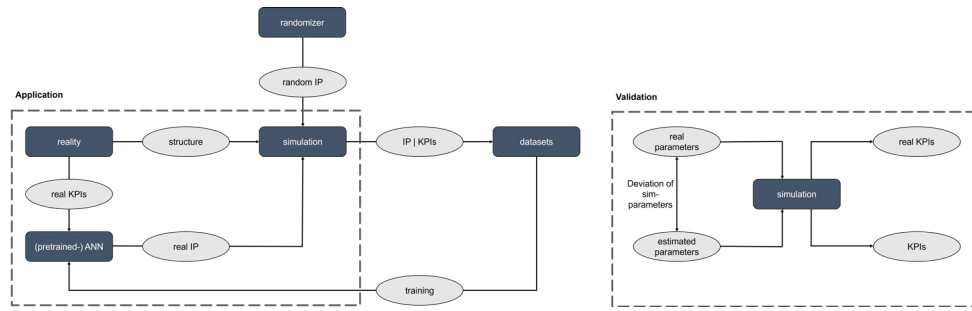 randomizer
random IP
Application
reality
structure
simulation
IP | KPIs
datasets
real KPIs
(pretrained-) ANN
real IP
training
Validation
real
parameters
real KPIs
Deviation of
sim-
parameters
simulation
estimated
parameters
KPIs